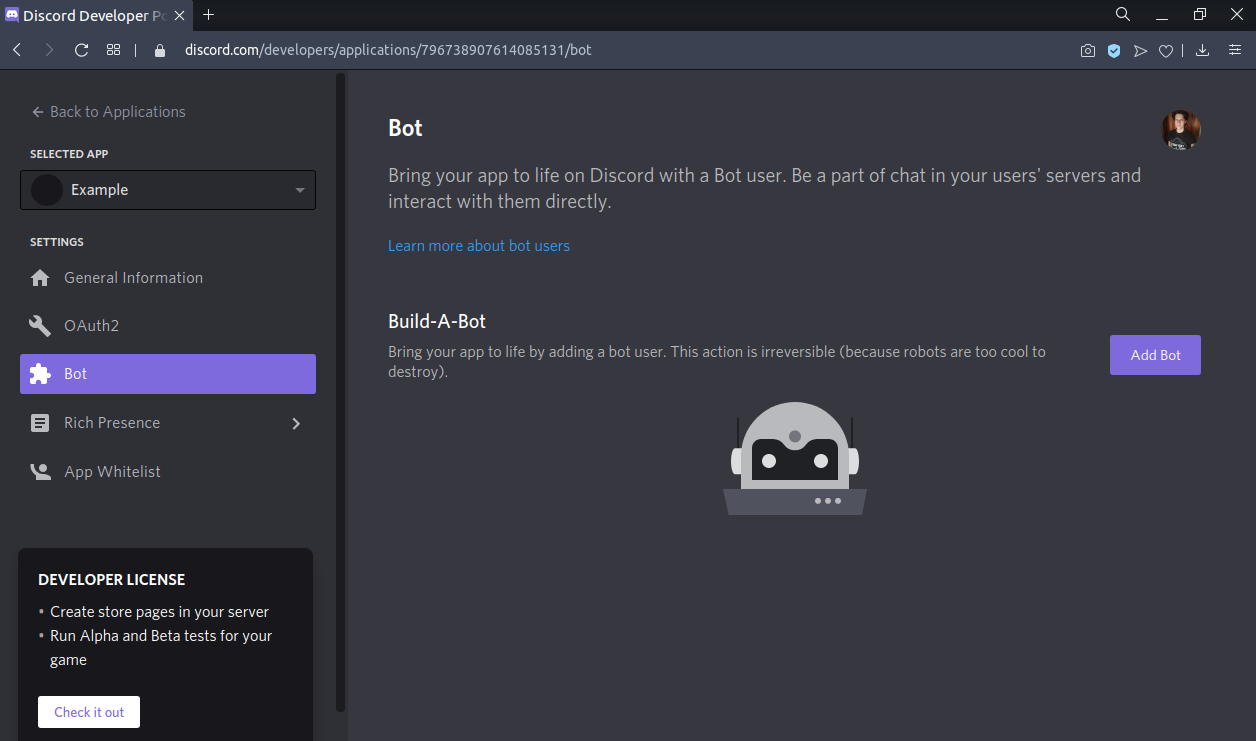 Discord Developer Po
discord.com/developers/applications/796738907614085131/bot
Back to Applications
SELECTED APP
Example
SETTINGS
General Information
OAuth2
Bot
Rich Presence
App Whitelist
DEVELOPER LICENSE
• Create store pages in your server
• Run Alpha and Beta tests for your
game
Check it out
Bot
Bring your app to life on Discord with a Bot user. Be a part of chat in your users' servers and
interact with them directly.
Learn more about bot users
Build-A-Bot
Bring your app to life by adding a bot user. This action is irreversible (because robots are too cool to
destroy).
Add Bot